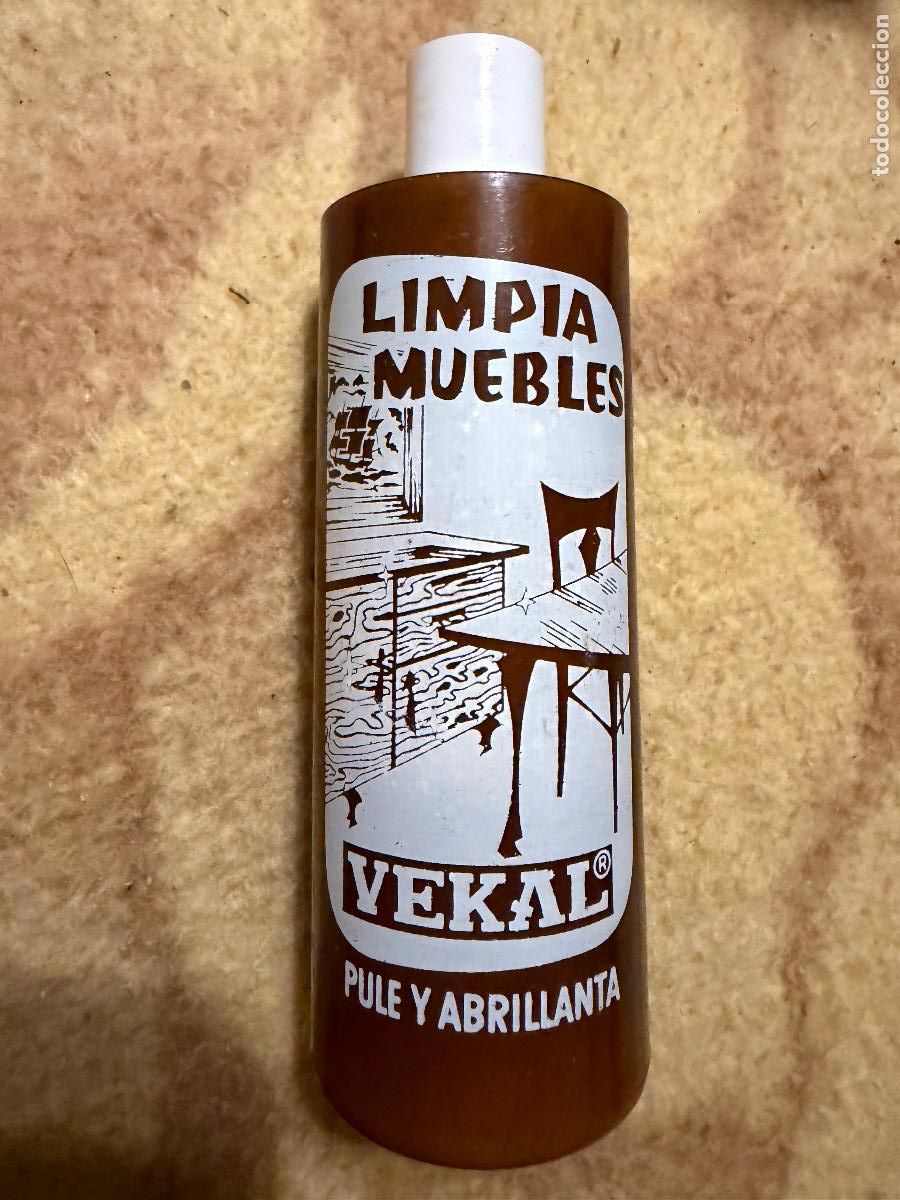 LIMPIA
MUEBLES
VEKAL®
PULE Y ABRILLANTA
todocoleccion